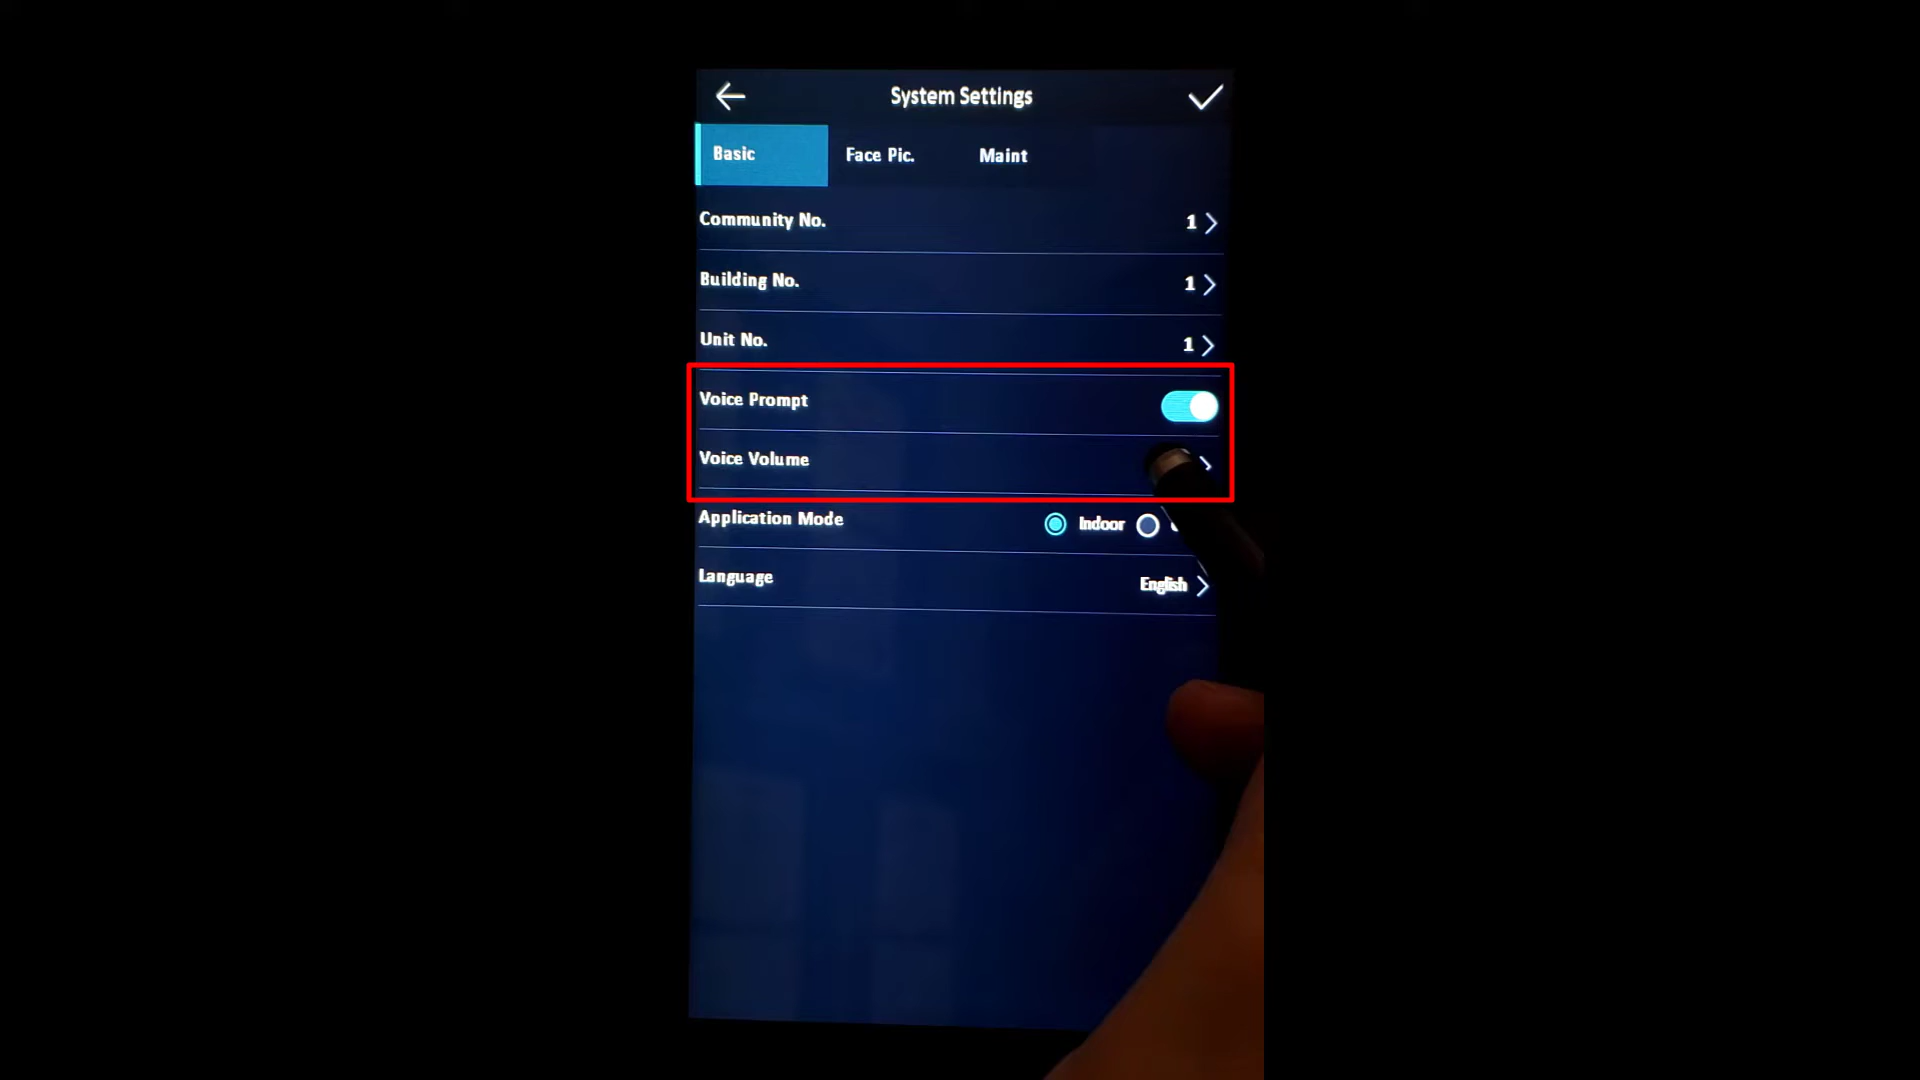 System Settings
Basic Face Pic. Maint
Community No. 1
Building No. 1
Unit No. 1
Voice Prompt
Voice Volume
Application Mode Indoor
Language English